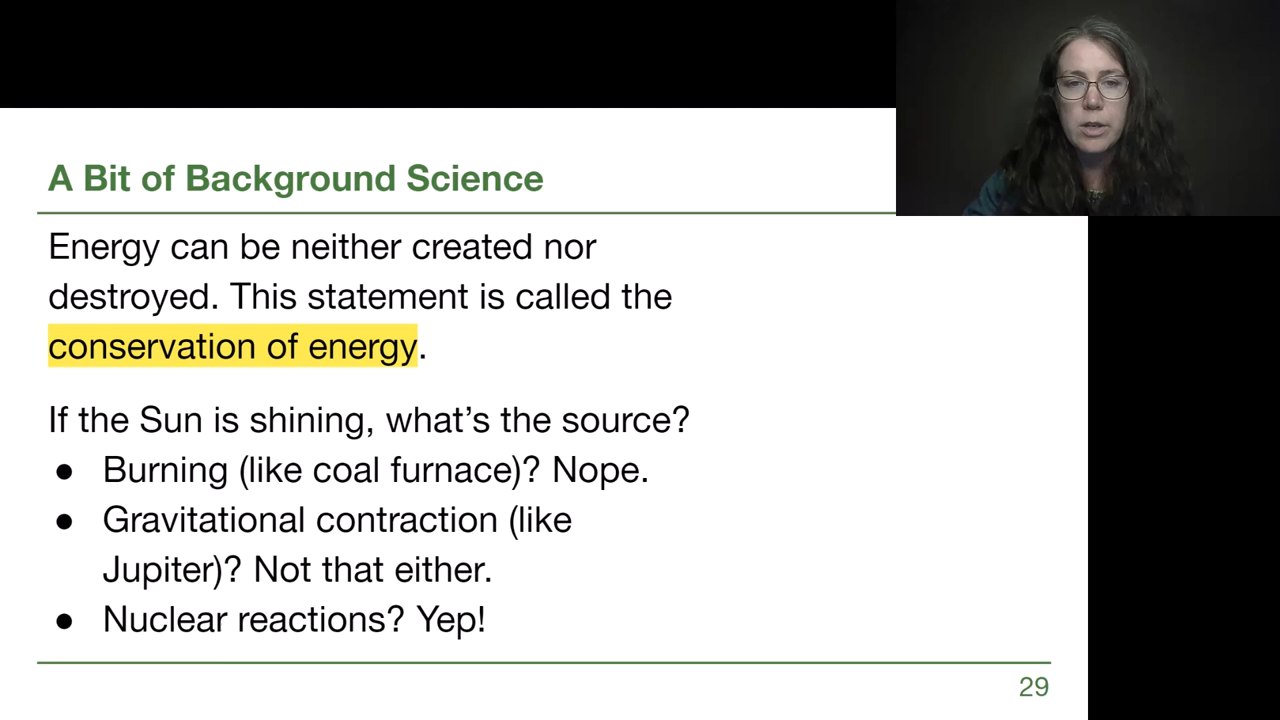 A Bit of Background Science
Energy can be neither created nor
destroyed. This statement is called the
conservation of energy.
If the Sun is shining, what’s the source?
● Burning (like coal furnace)? Nope.
● Gravitational contraction (like
Jupiter)? Not that either.
● Nuclear reactions? Yep!
29